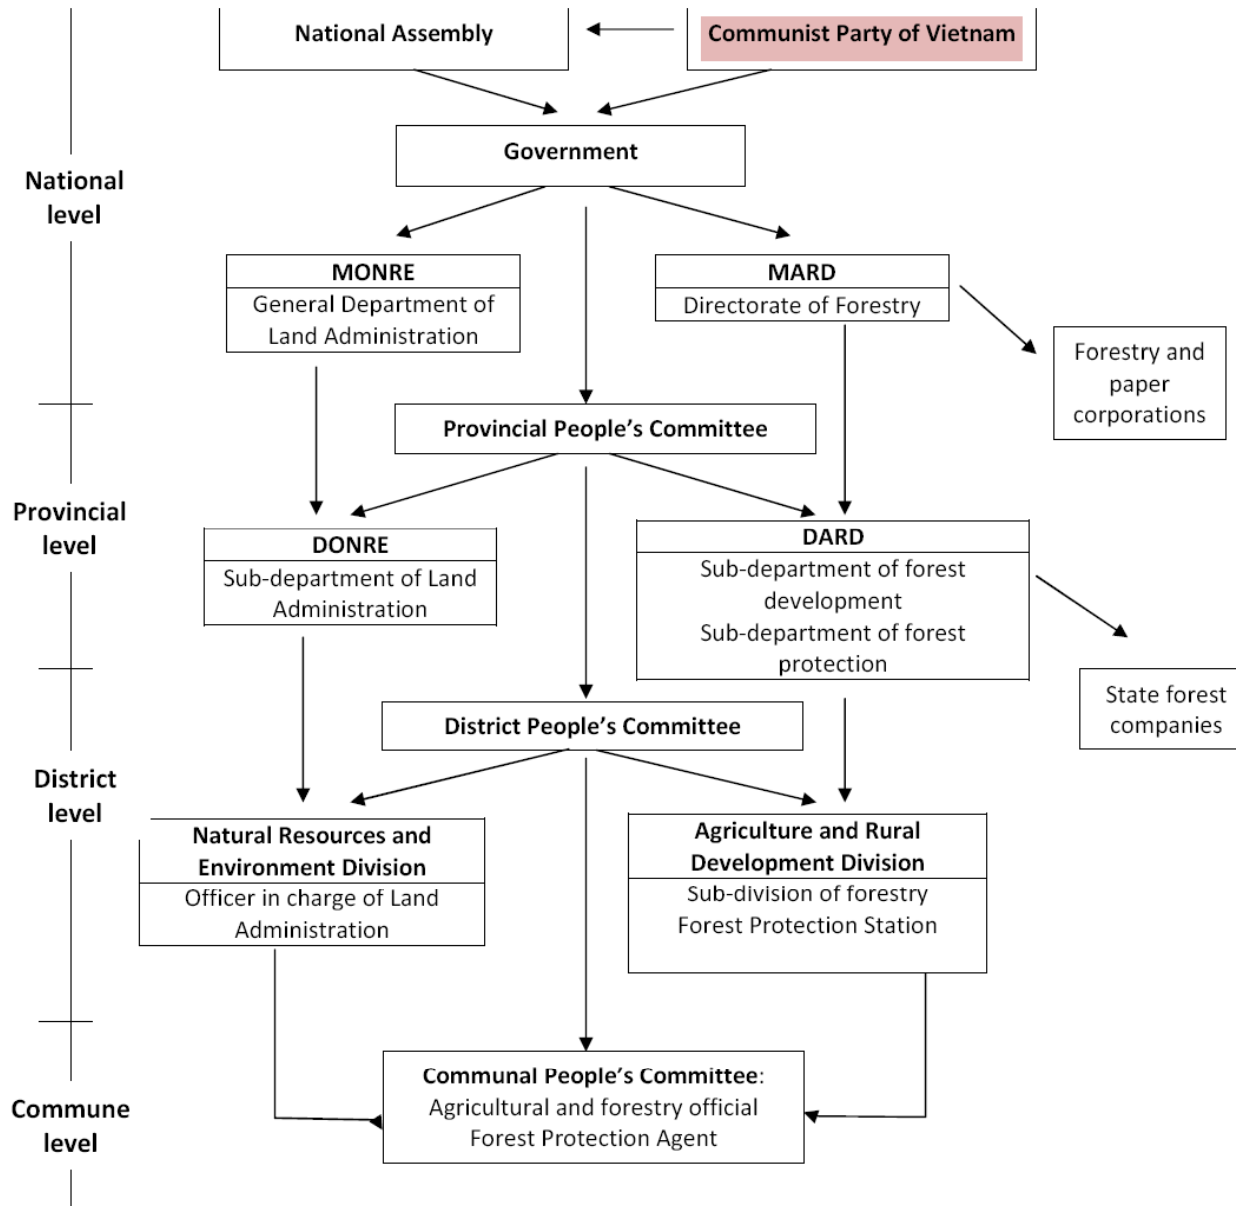 National Assembly
Communist Party of Vietnam
Government
National
level
MONRE
General Department of
Land Administration
MARD
Directorate of Forestry
Forestry and
paper
corporations
Provincial People’s Committee
Provincial
level
DONRE
Sub-department of Land
Administration
DARD
Sub-department of forest
development
Sub-department of forest
protection
State forest
companies
District People’s Committee
District
level
Natural Resources and
Environment Division
Officer in charge of Land
Administration
Agriculture and Rural
Development Division
Sub-division of forestry
Forest Protection Station
Commune
level
Communal People’s Committee:
Agricultural and forestry official
Forest Protection Agent